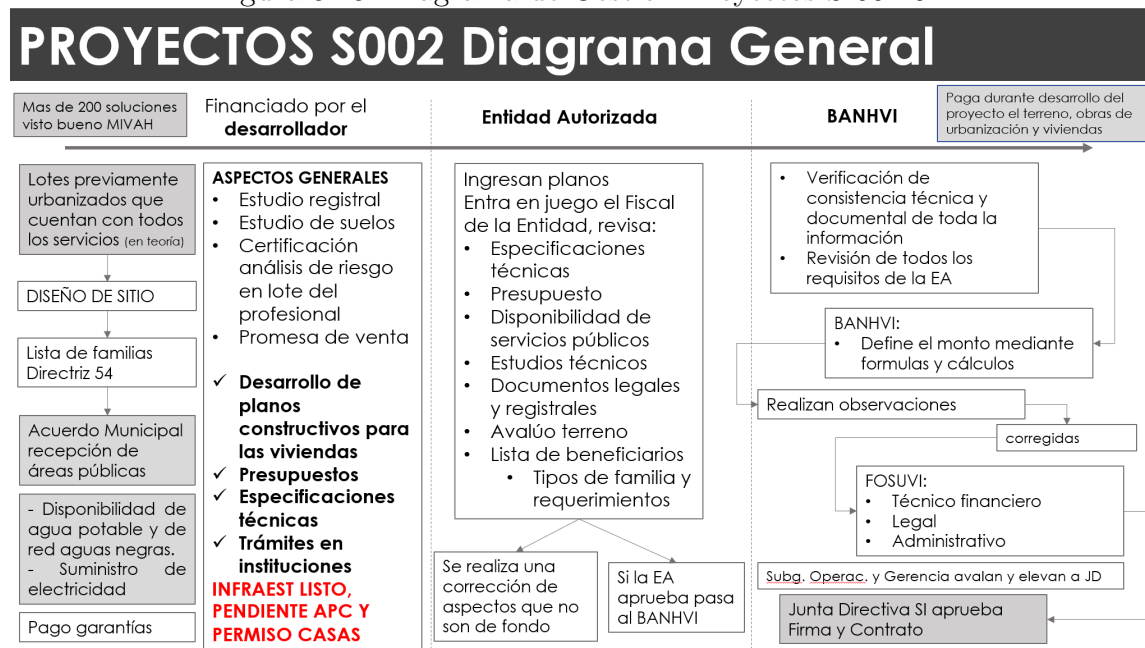 PROYECTOS S002 Diagrama General
Mas de 200 soluciones
visto bueno MIVAH
Financiado por el
desarrollador
Entidad Autorizada
BANHVI
Paga durante desarrollo del
proyecto el terreno, obras de
urbanización y viviendas
Lotes previamente
urbanizados que
cuentan con todos
los servicios (en teoría)
DISEÑO DE SITIO
Lista de familias
Directriz 54
Acuerdo Municipal
recepción de
áreas públicas
- Disponibilidad de
agua potable y de
red aguas negras.
- Suministro de
electricidad
Pago garantías
ASPECTOS GENERALES
• Estudio registral
• Estudio de suelos
• Certificación
análisis de riesgo
en lote del
profesional
• Promesa de venta
✓ Desarrollo de
planos
constructivos para
las viviendas
✓ Presupuestos
✓ Especificaciones
técnicas
✓ Trámites en
instituciones
INFRAEST LISTO,
PENDIENTE APC Y
PERMISO CASAS
Ingresan planos
Entra en juego el Fiscal
de la Entidad, revisa:
• Especificaciones
técnicas
• Presupuesto
• Disponibilidad de
servicios públicos
• Estudios técnicos
• Documentos legales
y registrales
• Avalúo terreno
• Lista de beneficiarios
• Tipos de familia y
requerimientos
Se realiza una
corrección de
aspectos que no
son de fondo
Si la EA
aprueba pasa
al BANHVI
• Verificación de
consistencia técnica y
documental de toda la
información
• Revisión de todos los
requisitos de la EA
BANHVI:
• Define el monto mediante
formulas y cálculos
Realizan observaciones
corregidas
FOSUVI:
• Técnico financiero
• Legal
• Administrativo
Subg. Operac. y Gerencia avalan y elevan a JD
Junta Directiva SI aprueba
Firma y Contrato